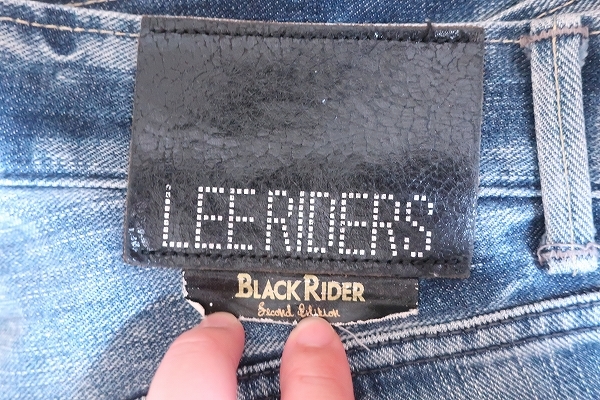 LEE RIDERS
BLACK RIDER
Second Edition